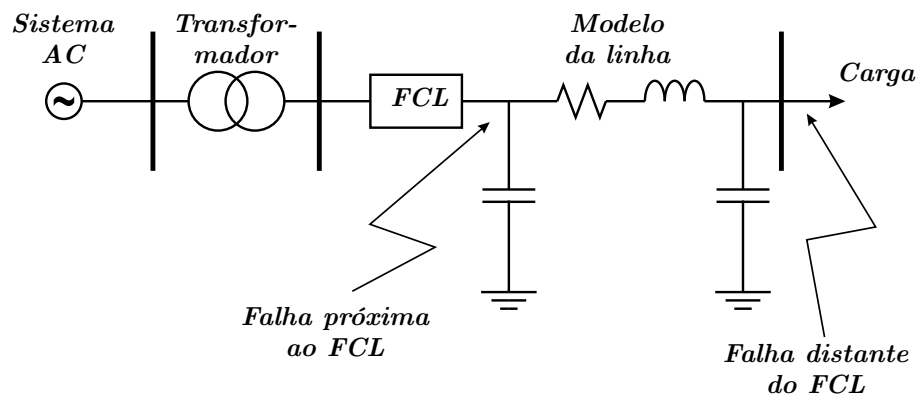 Sistema
AC
Transfor-
mador
FCL
Modelo
da linha
Carga
Falha próxima
ao FCL
Falha distante
do FCL